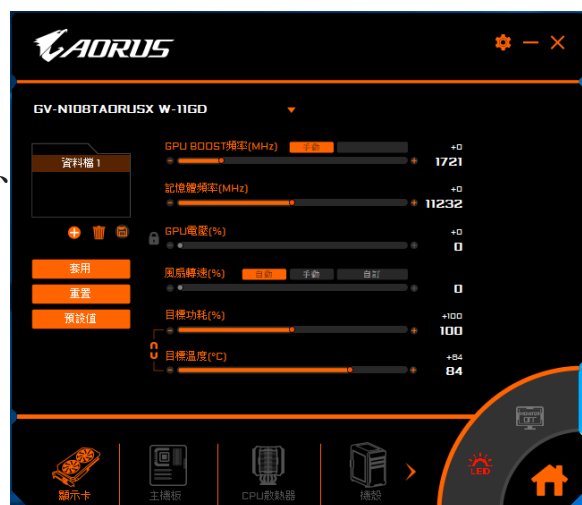 AORUS
GV-N108TAORUSX W-11GD
資料檔 1
套用
重置
預設值
GPU BOOST頻率(MHz) 手動 +0
1721
記憶體頻率(MHz) +0
11232
GPU電壓(%) +0
0
風扇轉速(%) 自動 手動 自訂
0
目標功耗(%) +100
100
目標溫度(°C) +84
84
顯示卡
主機板
CPU散熱器
機殼
LED
OFF
、